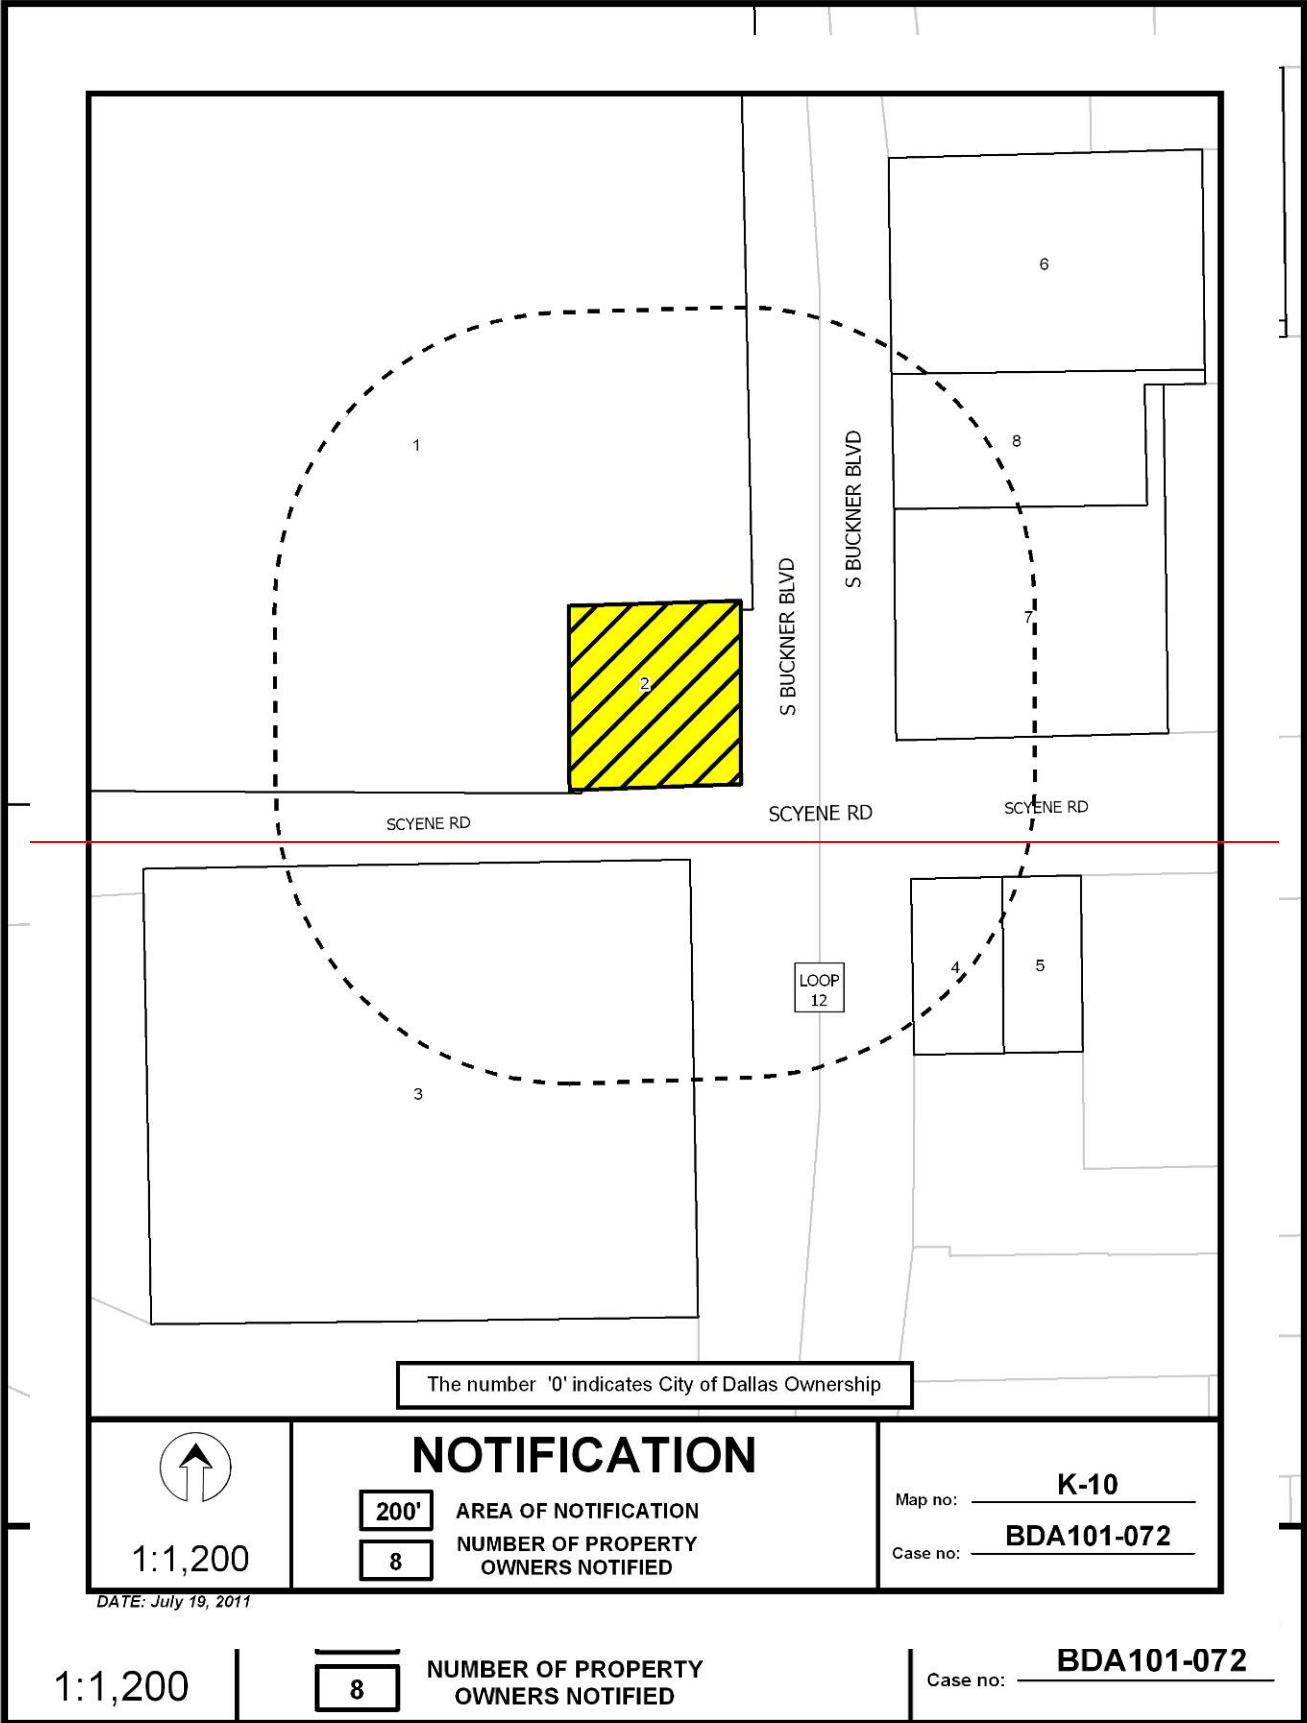 6
1
8
S BUCKNER BLVD
S BUCKNER BLVD
7
2
SCYENE RD
SCYENE RD
SCYENE RD
4
5
LOOP
12
3
The number '0' indicates City of Dallas Ownership
1:1,200
NOTIFICATION
200' AREA OF NOTIFICATION
8 NUMBER OF PROPERTY
OWNERS NOTIFIED
Map no: K-10
Case no: BDA101-072
DATE: July 19, 2011
1:1,200
8 NUMBER OF PROPERTY
OWNERS NOTIFIED
Case no: BDA101-072